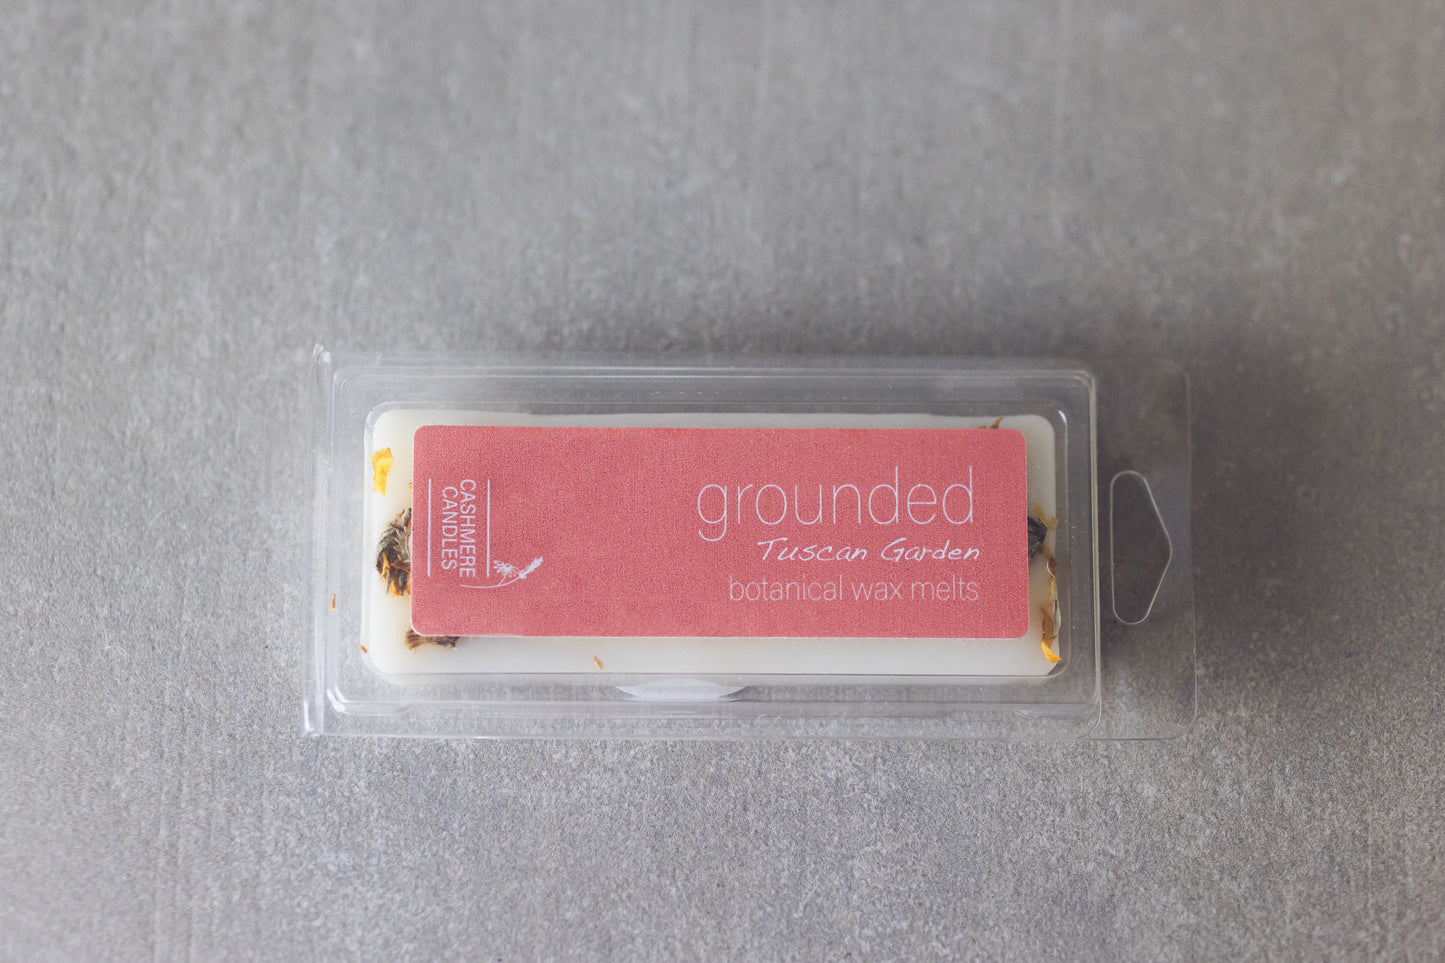 CASHMERE
CANDLES
grounded
Tuscan Garden
botanical wax melts